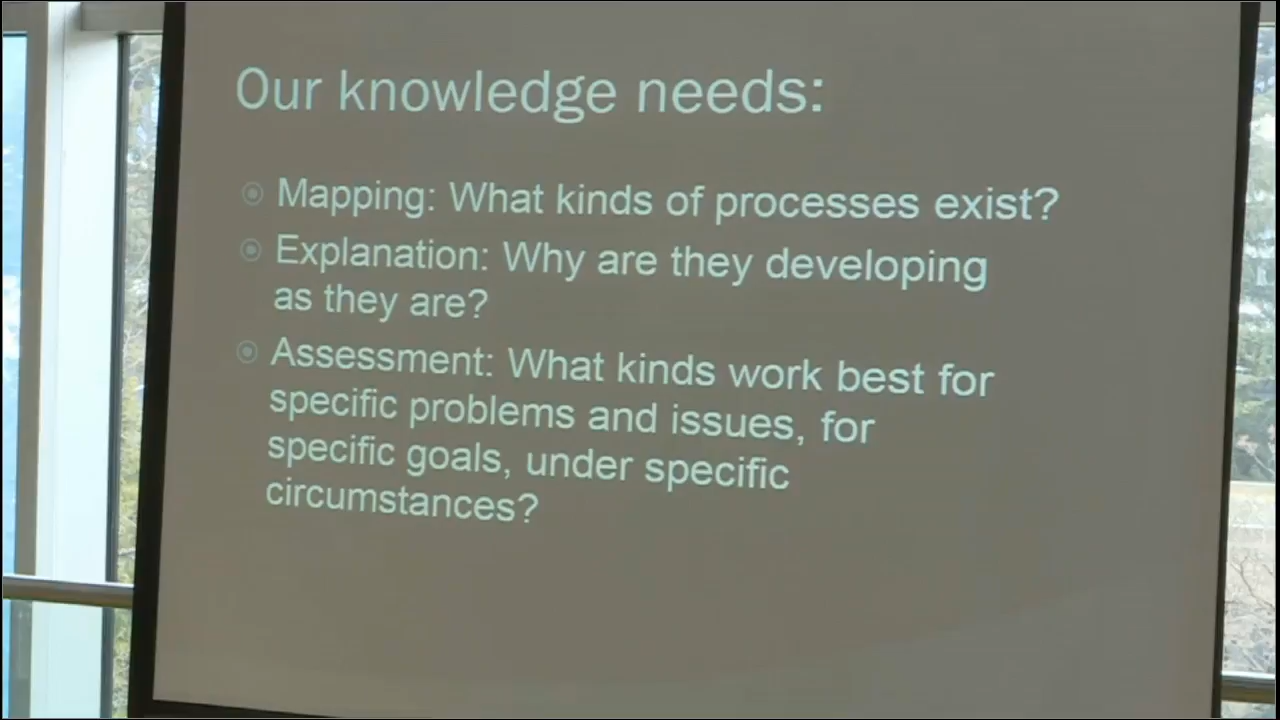 Our knowledge needs:
Mapping: What kinds of processes exist?
Explanation: Why are they developing
as they are?
Assessment: What kinds work best for
specific problems and issues, for
specific goals, under specific
circumstances?